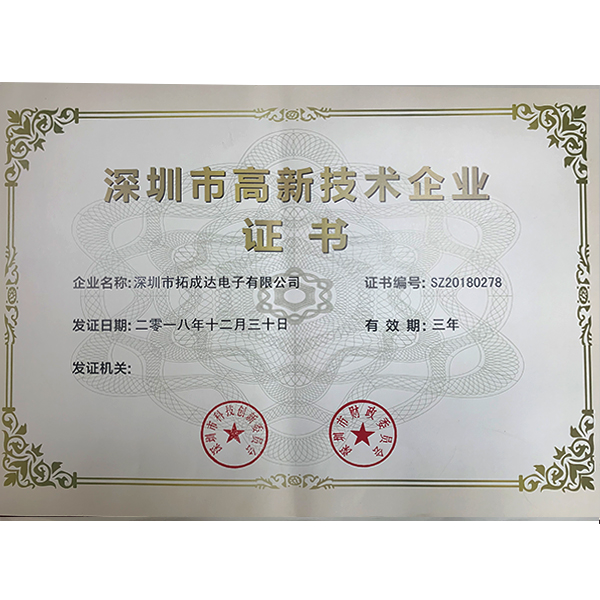 深圳市高新技术企业
证书
企业名称:深圳市拓成达电子有限公司 证书编号: SZ20180278
发证日期: 二零一八年十二月三十日 有 效 期: 三年
发证机关:
深圳市科技创新委员会
深圳市财政委员会